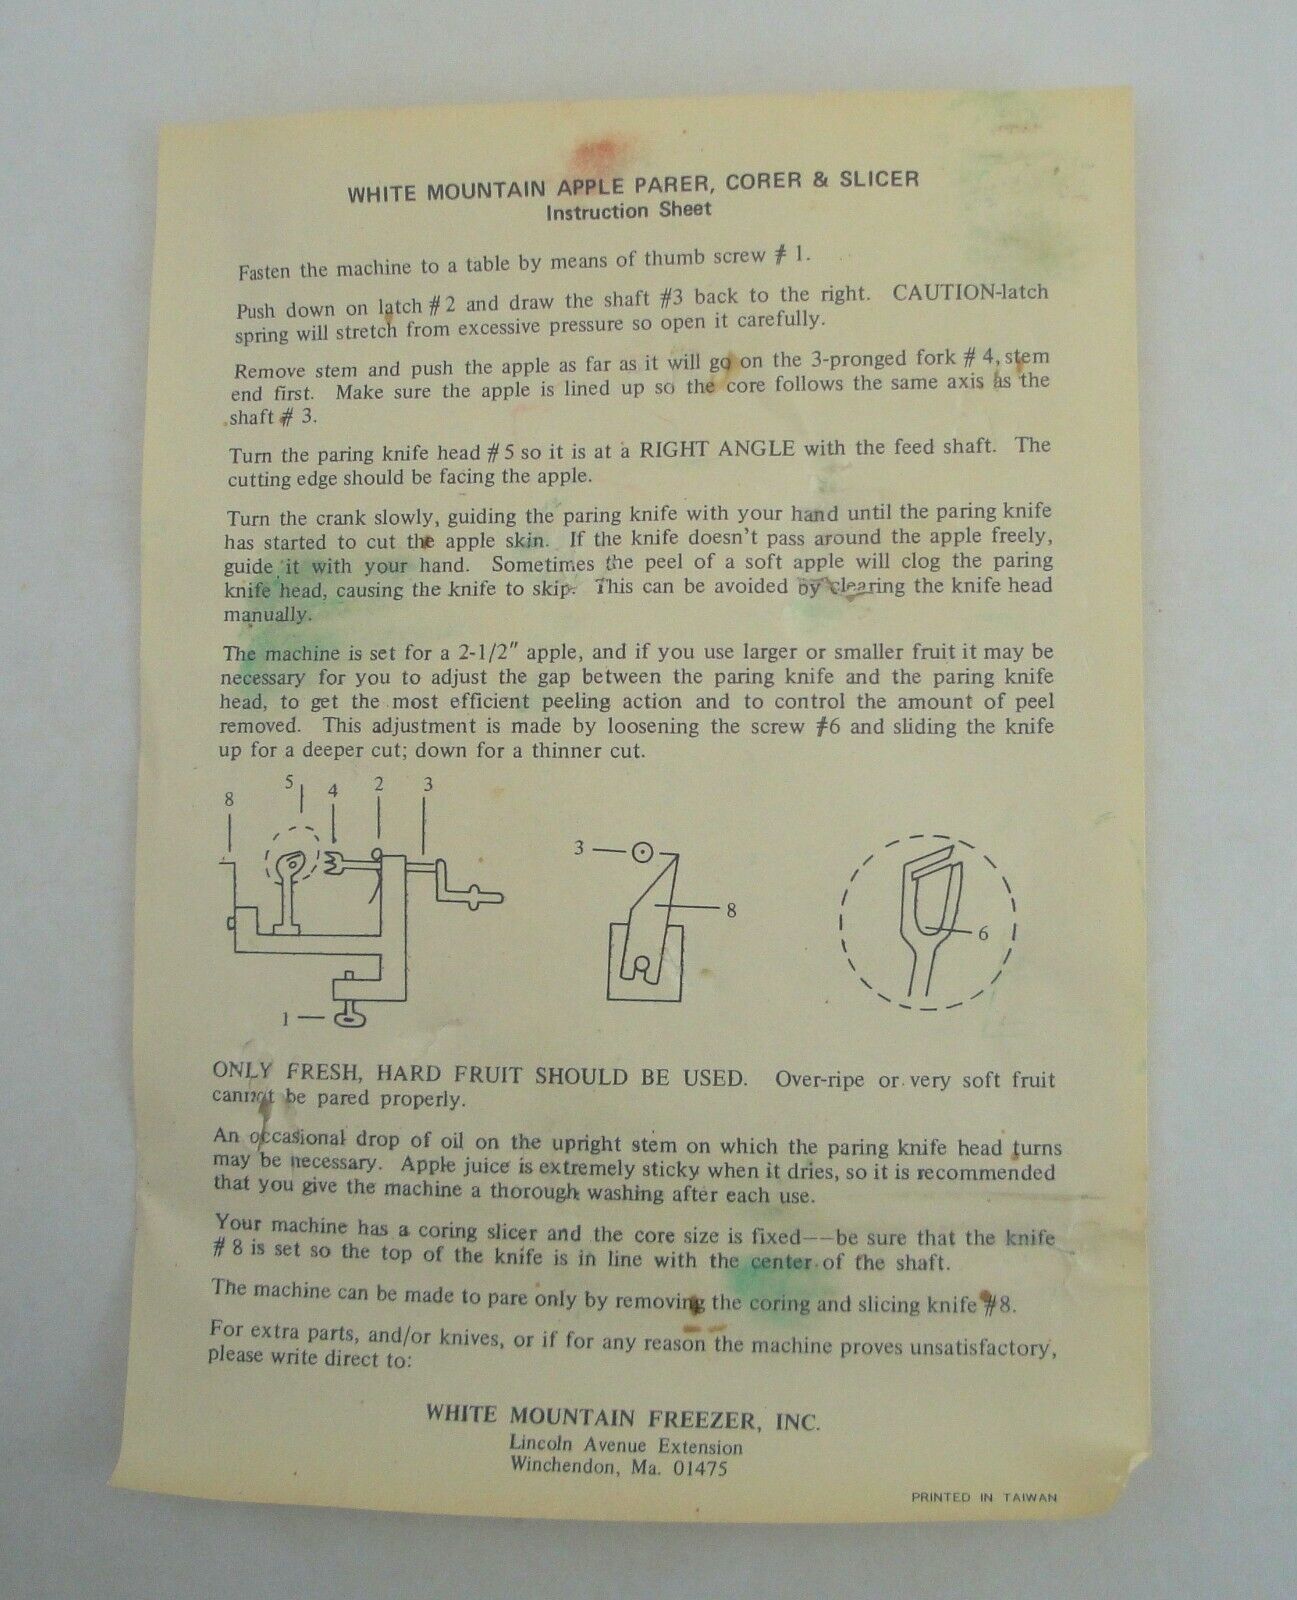 WHITE MOUNTAIN APPLE PARER, CORER & SLICER
Instruction Sheet
Fasten the machine to a table by means of thumb screw # 1.
Push down on latch #2 and draw the shaft #3 back to the right. CAUTION-latch
spring will stretch from excessive pressure so open it carefully.
Remove stem and push the apple as far as it will go on the 3-pronged fork # 4, stem
end first. Make sure the apple is lined up so the core follows the same axis as the
shaft # 3.
Turn the paring knife head #5 so it is at a RIGHT ANGLE with the feed shaft. The
cutting edge should be facing the apple.
Turn the crank slowly, guiding the paring knife with your hand until the paring knife
has started to cut the apple skin. If the knife doesn't pass around the apple freely,
guide it with your hand. Sometimes the peel of a soft apple will clog the paring
knife head, causing the knife to skip. This can be avoided by clearing the knife head
manually.
The machine is set for a 2-1/2" apple, and if you use larger or smaller fruit it may be
necessary for you to adjust the gap between the paring knife and the paring knife
head, to get the most efficient peeling action and to control the amount of peel
removed. This adjustment is made by loosening the screw #6 and sliding the knife
up for a deeper cut; down for a thinner cut.
8 5 4 2 3
3
8
6
1
ONLY FRESH, HARD FRUIT SHOULD BE USED. Over-ripe or very soft fruit
cannot be pared properly.
An occasional drop of oil on the upright stem on which the paring knife head turns
may be necessary. Apple juice is extremely sticky when it dries, so it is recommended
that you give the machine a thorough washing after each use.
Your machine has a coring slicer and the core size is fixed——be sure that the knife
# 8 is set so the top of the knife is in line with the center of the shaft.
The machine can be made to pare only by removing the coring and slicing knife #8.
For extra parts, and/or knives, or if for any reason the machine proves unsatisfactory,
please write direct to:
WHITE MOUNTAIN FREEZER, INC.
Lincoln Avenue Extension
Winchendon, Ma. 01475
PRINTED IN TAIWAN